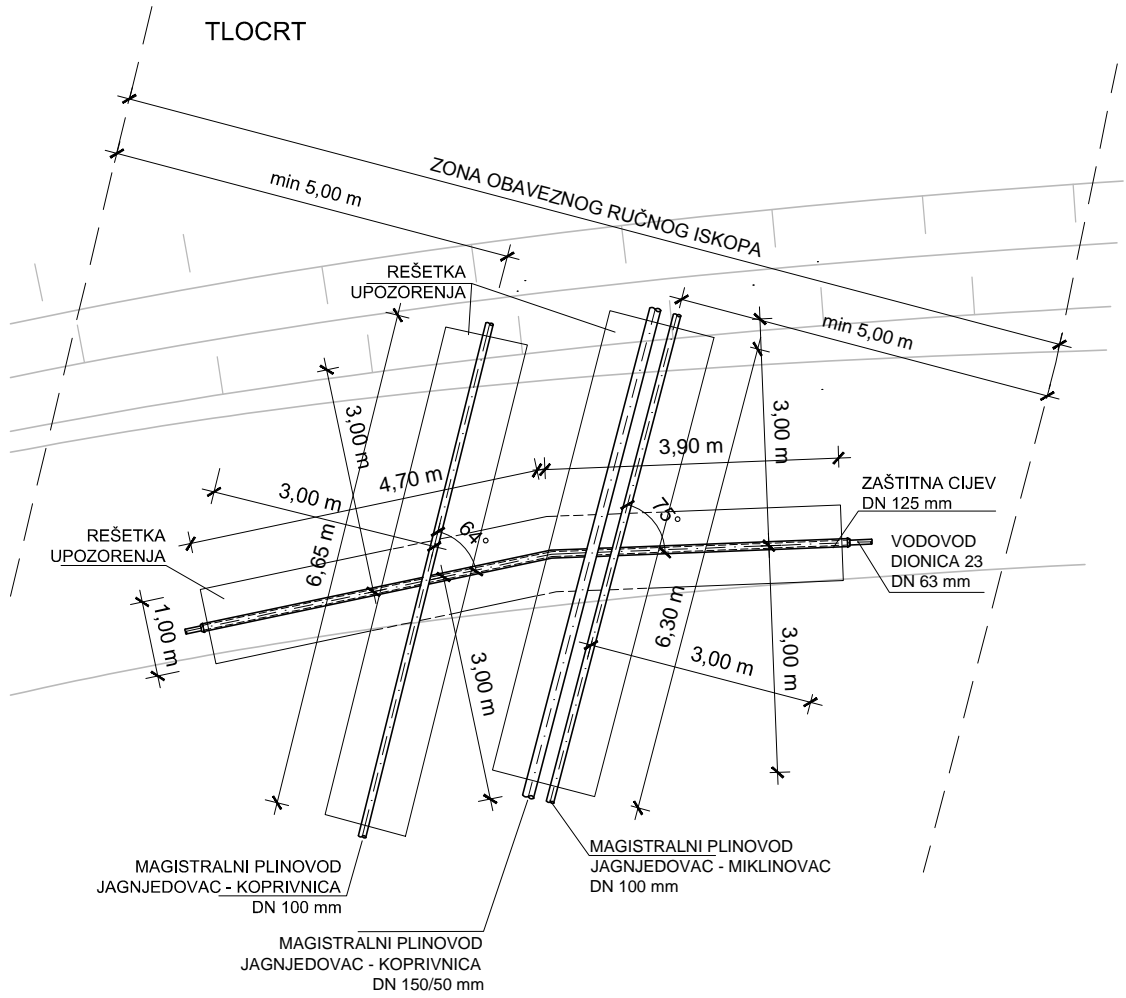 TLOCRT
ZONA OBAVEZNOG RUČNOG ISKOPA
min 5,00 m
REŠETKA
UPOZORENJA
min 5,00 m
3,00 m
3,00 m
3,90 m
4,70 m
3,00 m
ZAŠTITNA CIJEV
DN 125 mm
REŠETKA
UPOZORENJA
64°
75°
VODOVOD
DIONICA 23
DN 63 mm
6,65 m
6,30 m
1,00 m
3,00 m
3,00 m
3,00 m
MAGISTRALNI PLINOVOD
JAGNJEDOVAC - MIKLINOVAC
DN 100 mm
MAGISTRALNI PLINOVOD
JAGNJEDOVAC - KOPRIVNICA
DN 100 mm
MAGISTRALNI PLINOVOD
JAGNJEDOVAC - KOPRIVNICA
DN 150/50 mm